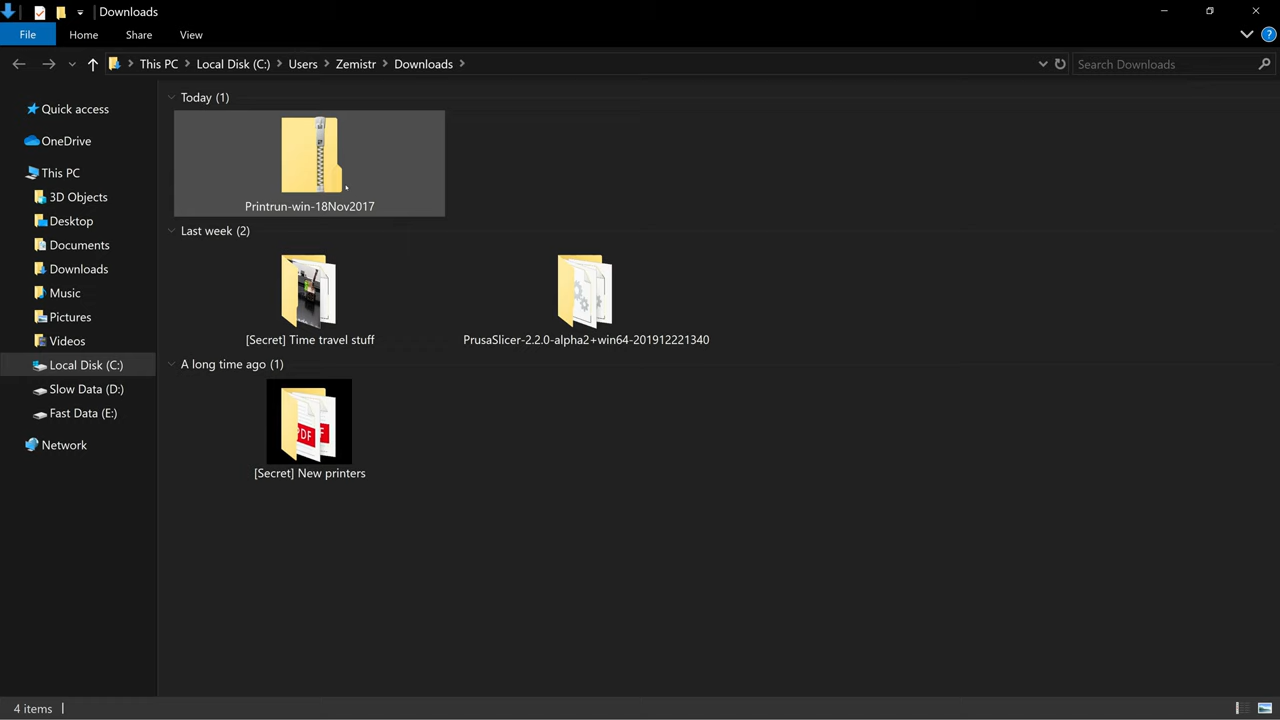 Downloads
File Home Share View
This PC Local Disk (C:) Users Zemistr Downloads
Search Downloads
Quick access
OneDrive
This PC
3D Objects
Desktop
Documents
Downloads
Music
Pictures
Videos
Local Disk (C:)
Slow Data (D:)
Fast Data (E:)
Network
Today (1)
Printrun-win-18Nov2017
Last week (2)
[Secret] Time travel stuff
PrusaSlicer-2.2.0-alpha2+win64-201912221340
A long time ago (1)
PDF
[Secret] New printers
4 items